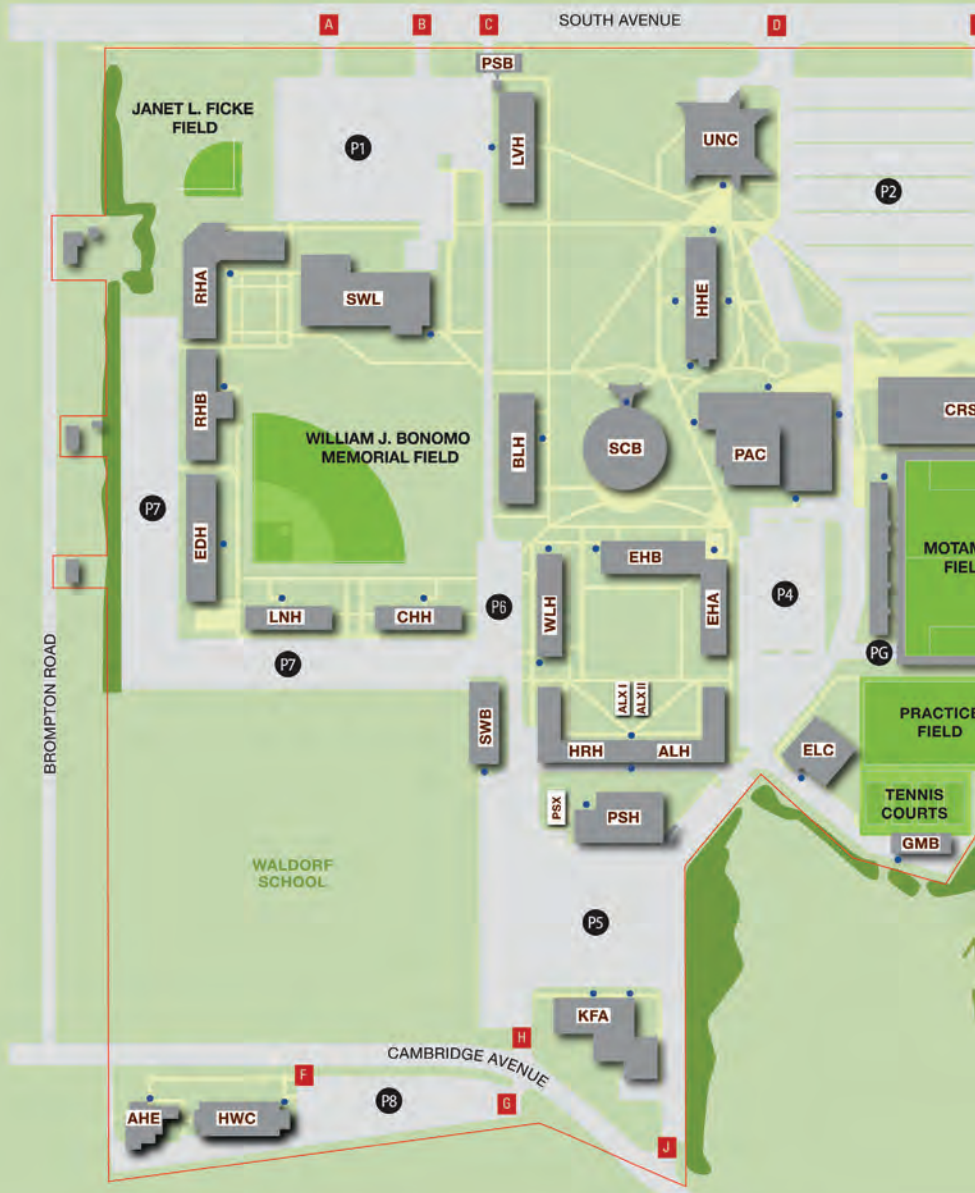 SOUTH AVENUE
A
B
C
D
PSB
JANET L. FICKE
FIELD
P1
LVH
UNC
P2
RHA
SWL
HHE
RHB
WILLIAM J. BONOMO
MEMORIAL FIELD
BLH
SCB
PAC
CRS
P7
EDH
MOTAM
FIEL
LNH
CHH
P6
WLH
EHB
EHA
P4
PG
P7
BROMPTON ROAD
SWB
ALX I
ALX II
HRH
ALH
ELC
PRACTICE
FIELD
PSX
PSH
TENNIS
COURTS
GMB
WALDORF
SCHOOL
P5
KFA
H
CAMBRIDGE AVENUE
F
G
P8
AHE
HWC
J